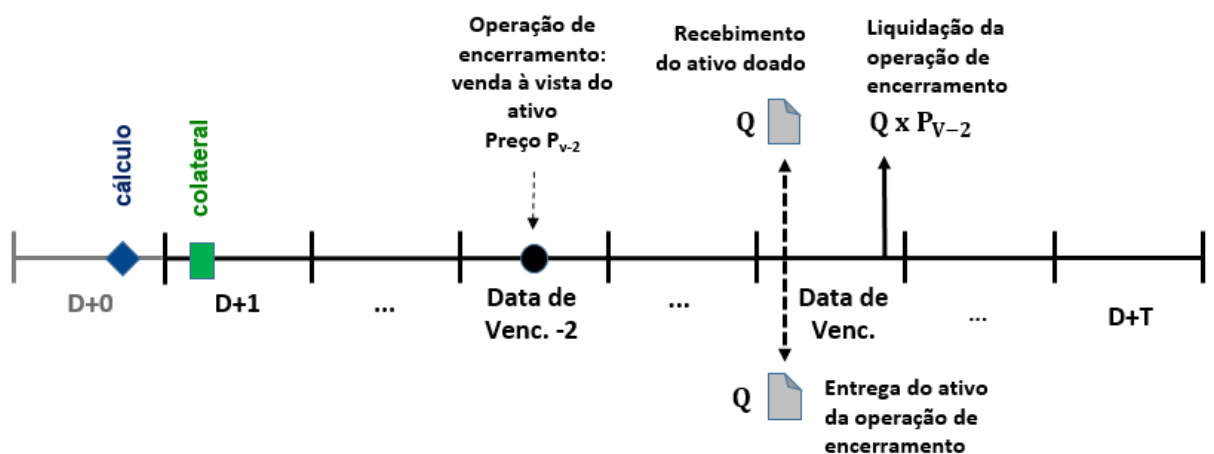 Operação de
encerramento:
venda à vista do
ativo
Preço Pv-2
Recebimento
do ativo doado
Q
Liquidação da
operação de
encerramento
Q x PV−2
cálculo
colateral
D+0
D+1
...
Data de
Venc. -2
...
Data de
Venc.
...
D+T
Q
Entrega do ativo
da operação de
encerramento